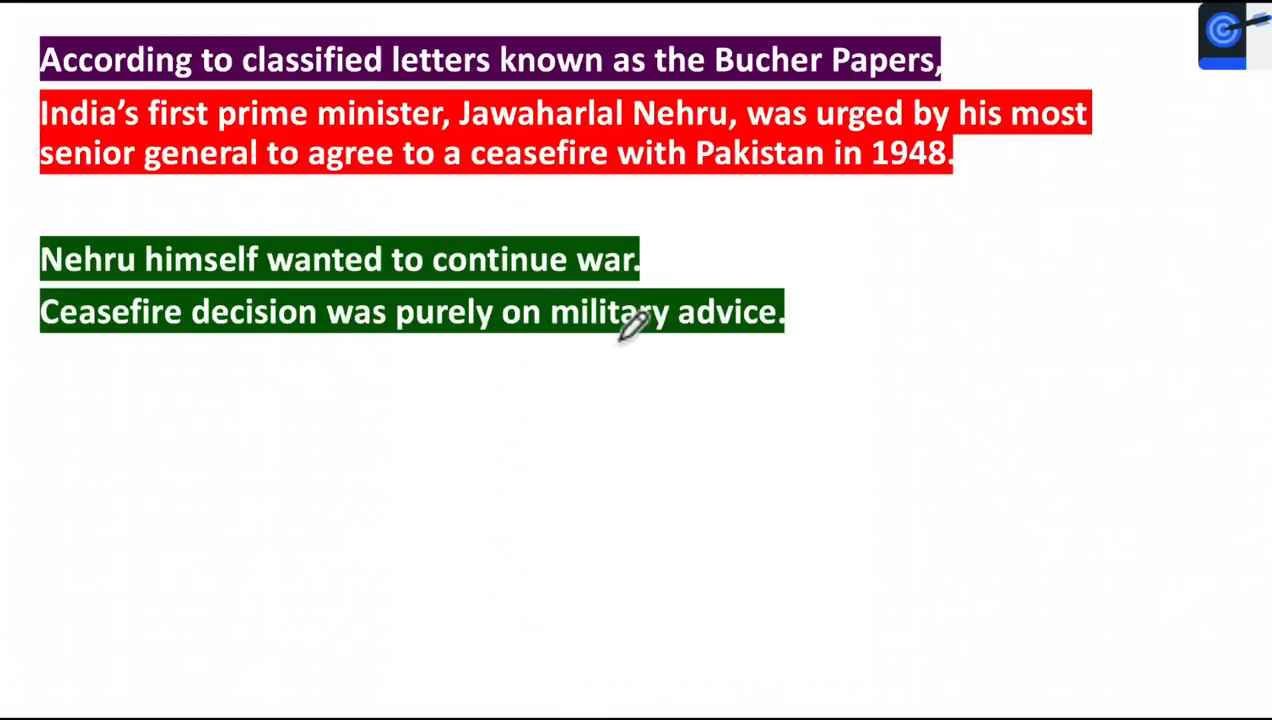 According to classified letters known as the Bucher Papers,
India’s first prime minister, Jawaharlal Nehru, was urged by his most
senior general to agree to a ceasefire with Pakistan in 1948.
Nehru himself wanted to continue war.
Ceasefire decision was purely on military advice.